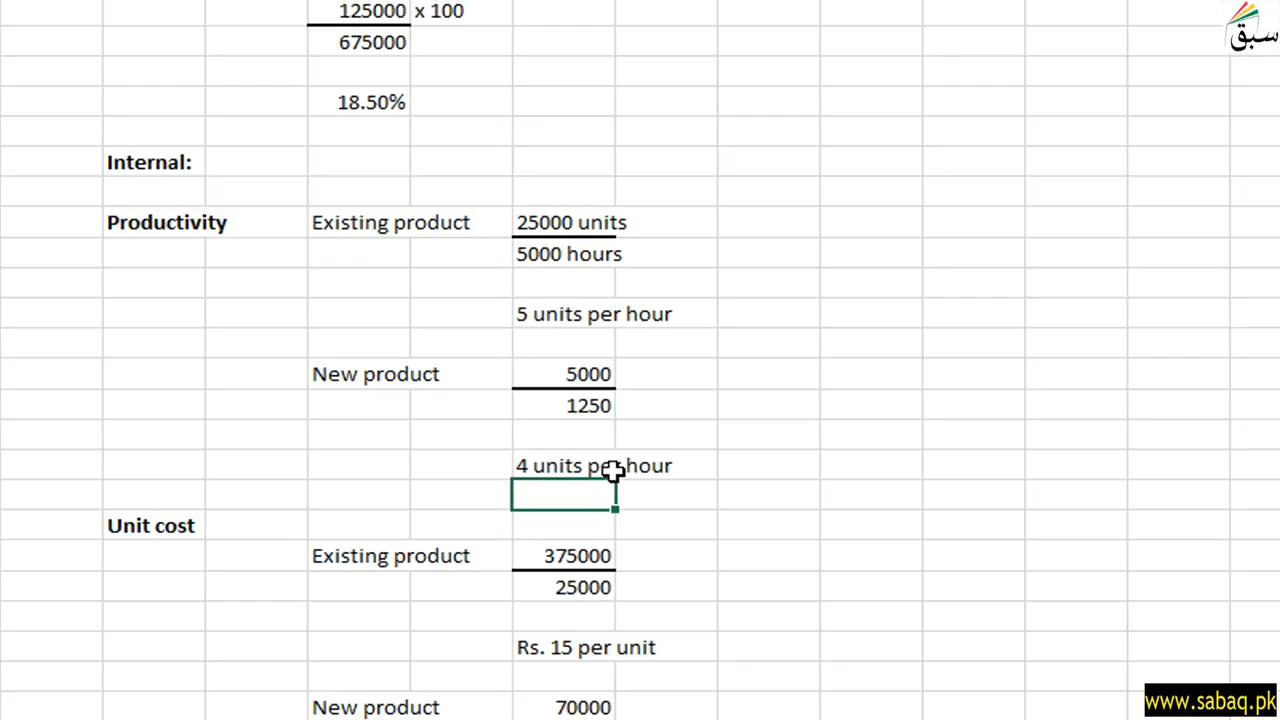 125000 x 100
سبق
675000
18.50%
Internal:
Productivity Existing product 25000 units
5000 hours
5 units per hour
New product 5000
1250
4 units per hour
Unit cost
Existing product 375000
25000
Rs. 15 per unit
New product 70000
www.sabaq.pk